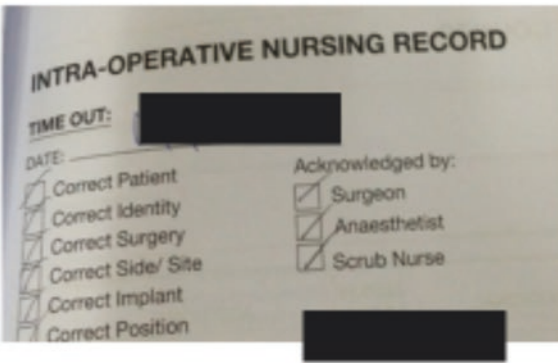 INTRA-OPERATIVE NURSING RECORD
TIME OUT:
DATE:
Correct Patient
Correct Identity
Correct Surgery
Correct Side/ Site
Correct Implant
Correct Position
Acknowledged by:
Surgeon
Anaesthetist
Scrub Nurse